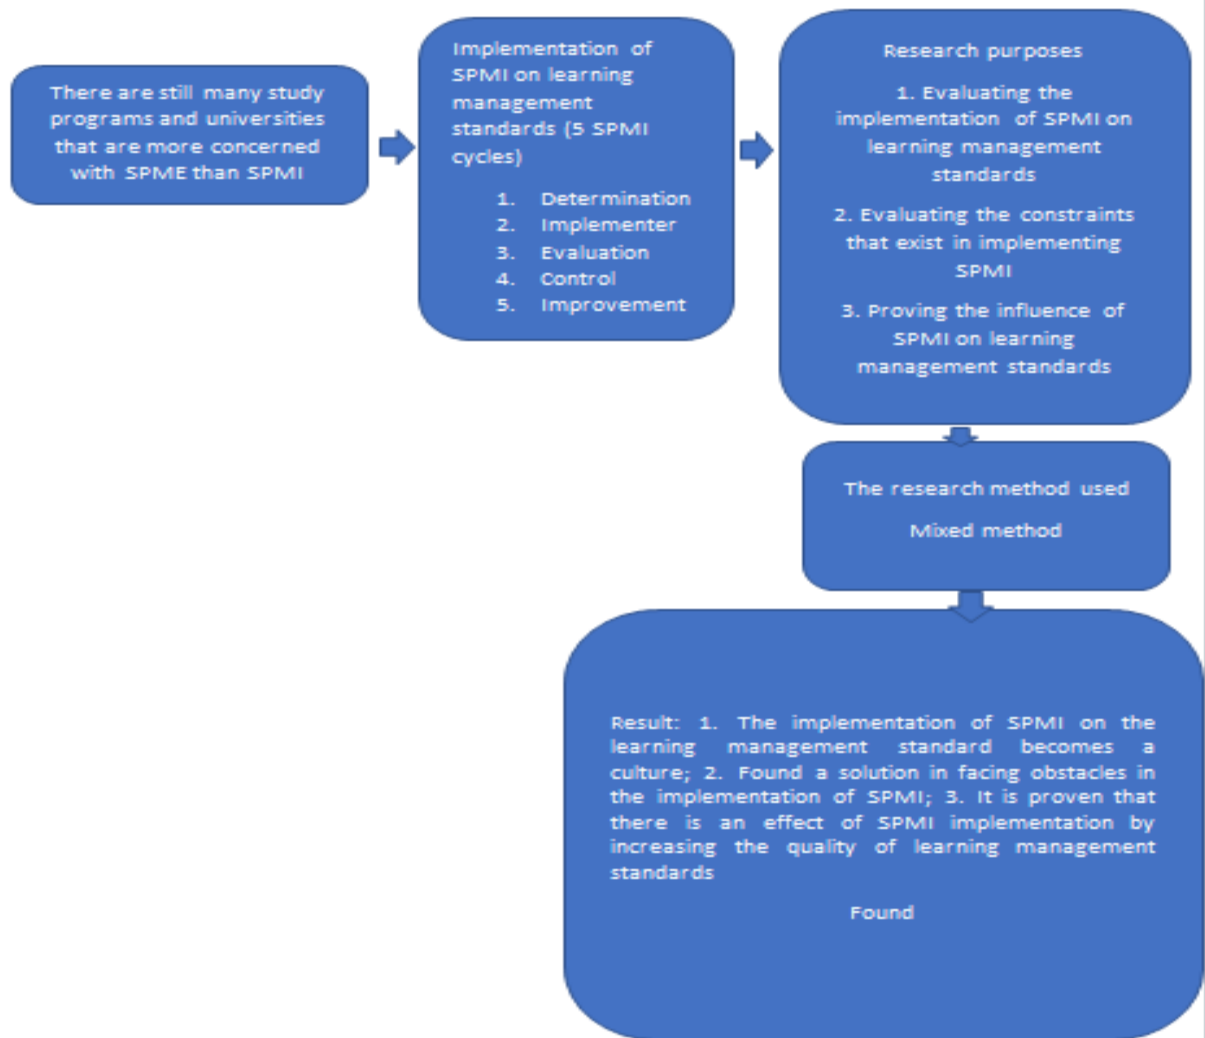 There are still many study
programs and universities
that are more concerned
with SPME than SPMI
Implementation of
SPMI on learning
management
standards (5 SPMI
cycles)
1. Determination
2. Implementer
3. Evaluation
4. Control
5. Improvement
Research purposes
1. Evaluating the
implementation of SPMI on
learning management
standards
2. Evaluating the constraints
that exist in implementing
SPMI
3. Proving the influence of
SPMI on learning
management standards
The research method used
Mixed method
Result: 1. The implementation of SPMI on the
learning management standard becomes a
culture; 2. Found a solution in facing obstacles in
the implementation of SPMI; 3. It is proven that
there is an effect of SPMI implementation by
increasing the quality of learning management
standards
Found